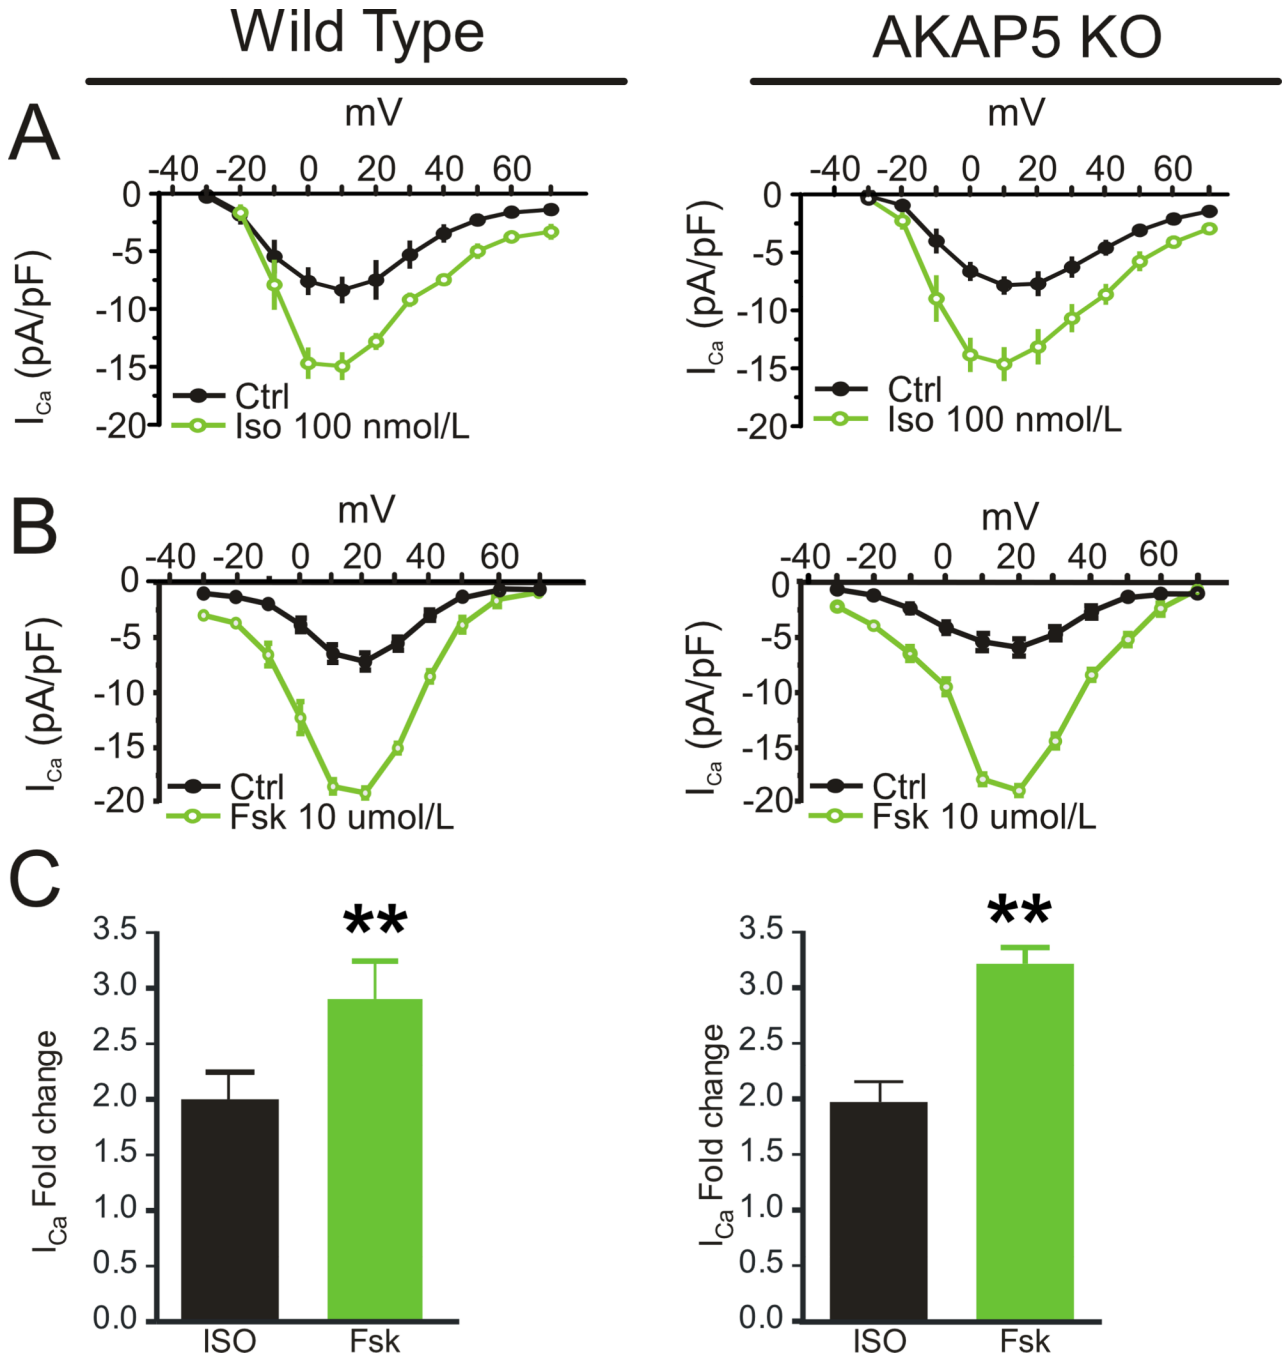 Wild Type
AKAP5 KO
A
mV
mV
-40 -20 0 20 40 60
-40 -20 0 20 40 60
0
-5
-10
-15
-20
I Ca (pA/pF)
Ctrl
Iso 100 nmol/L
0
-5
-10
-15
-20
I Ca (pA/pF)
Ctrl
Iso 100 nmol/L
B
mV
mV
-40 -20 0 20 40 60
-40 -20 0 20 40 60
0
-5
-10
-15
-20
I Ca (pA/pF)
Ctrl
Fsk 10 umol/L
0
-5
-10
-15
-20
I Ca (pA/pF)
Ctrl
Fsk 10 umol/L
C
**
3.5
3.0
2.5
2.0
1.5
1.0
0.5
0.0
I Ca Fold change
ISO Fsk
**
3.5
3.0
2.5
2.0
1.5
1.0
0.5
0.0
I Ca Fold change
ISO Fsk